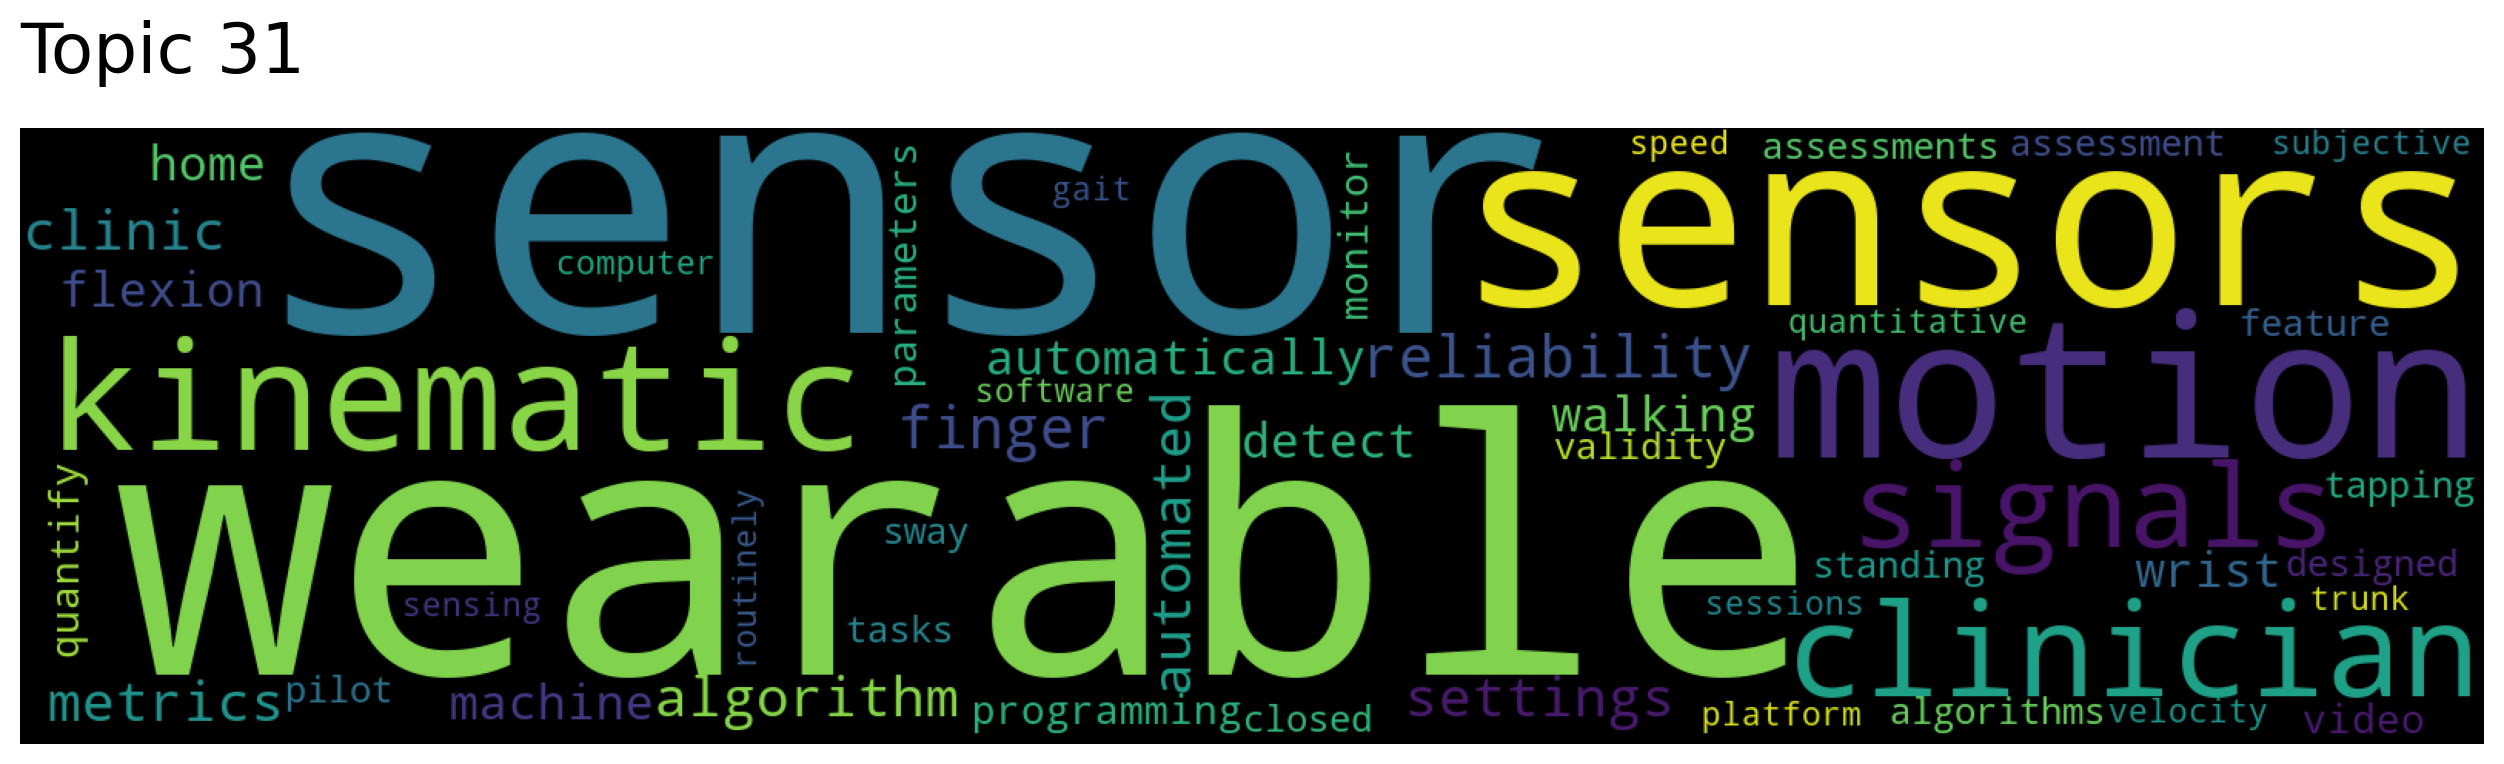 Topic 31
home
sensor
gait
parameters
monitor
speed
assessments
assessment
subjective
clinic
sensors
flexion
computer
quantitative
feature
kinematic
automatically
reliability
motion
software
finger
automated
detect
walking
validity
quantify
wearable
signals
tapping
routinely
sway
standing
wrist
designed
sensing
tasks
sessions
trunk
clinician
metrics
pilot
machine
algorithm
programming
closed
settings
platform
algorithms
velocity
video